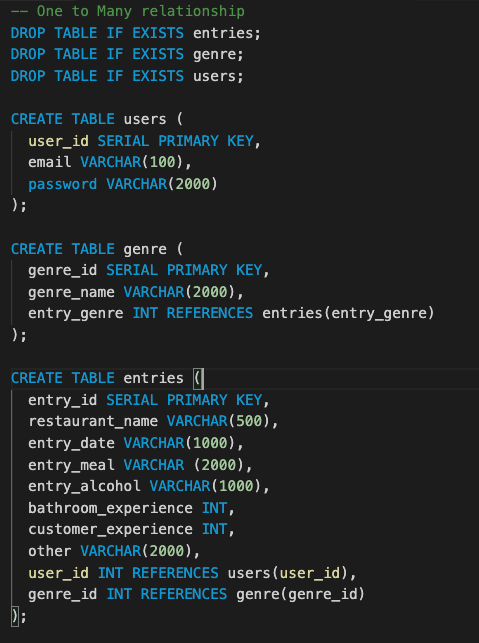 -- One to Many relationship
DROP TABLE IF EXISTS entries;
DROP TABLE IF EXISTS genre;
DROP TABLE IF EXISTS users;

CREATE TABLE users (
  user_id SERIAL PRIMARY KEY,
  email VARCHAR(100),
  password VARCHAR(2000)
);

CREATE TABLE genre (
  genre_id SERIAL PRIMARY KEY,
  genre_name VARCHAR(2000),
  entry_genre INT REFERENCES entries(entry_genre)
);

CREATE TABLE entries (
  entry_id SERIAL PRIMARY KEY,
  restaurant_name VARCHAR(500),
  entry_date VARCHAR(1000),
  entry_meal VARCHAR (2000),
  entry_alcohol VARCHAR(1000),
  bathroom_experience INT,
  customer_experience INT,
  other VARCHAR(2000),
  user_id INT REFERENCES users(user_id),
  genre_id INT REFERENCES genre(genre_id)
);